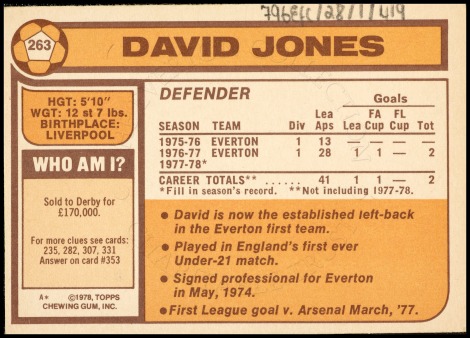 796EFC/28/1/419
263
DAVID JONES
HGT: 5'10"
WGT: 12 st 7 lbs.
BIRTHPLACE:
LIVERPOOL
WHO AM I?
Sold to Derby for
£170,000.
For more clues see cards:
235, 282, 307, 331
Answer on card #353
A* ©1978, TOPPS
CHEWING GUM, INC.
DEFENDER
Goals
Lea FA FL
SEASON TEAM Div Aps Lea Cup Cup Tot
1975-76 EVERTON 1 13 — — — —
1976-77 EVERTON 1 28 1 1 — 2
1977-78*
CAREER TOTALS** ...... 41 1 1 — 2
*Fill in season's record. **Not including 1977-78.
• David is now the established left-back
in the Everton first team.
• Played in England's first ever
Under-21 match.
• Signed professional for Everton
in May, 1974.
• First League goal v. Arsenal March, '77.